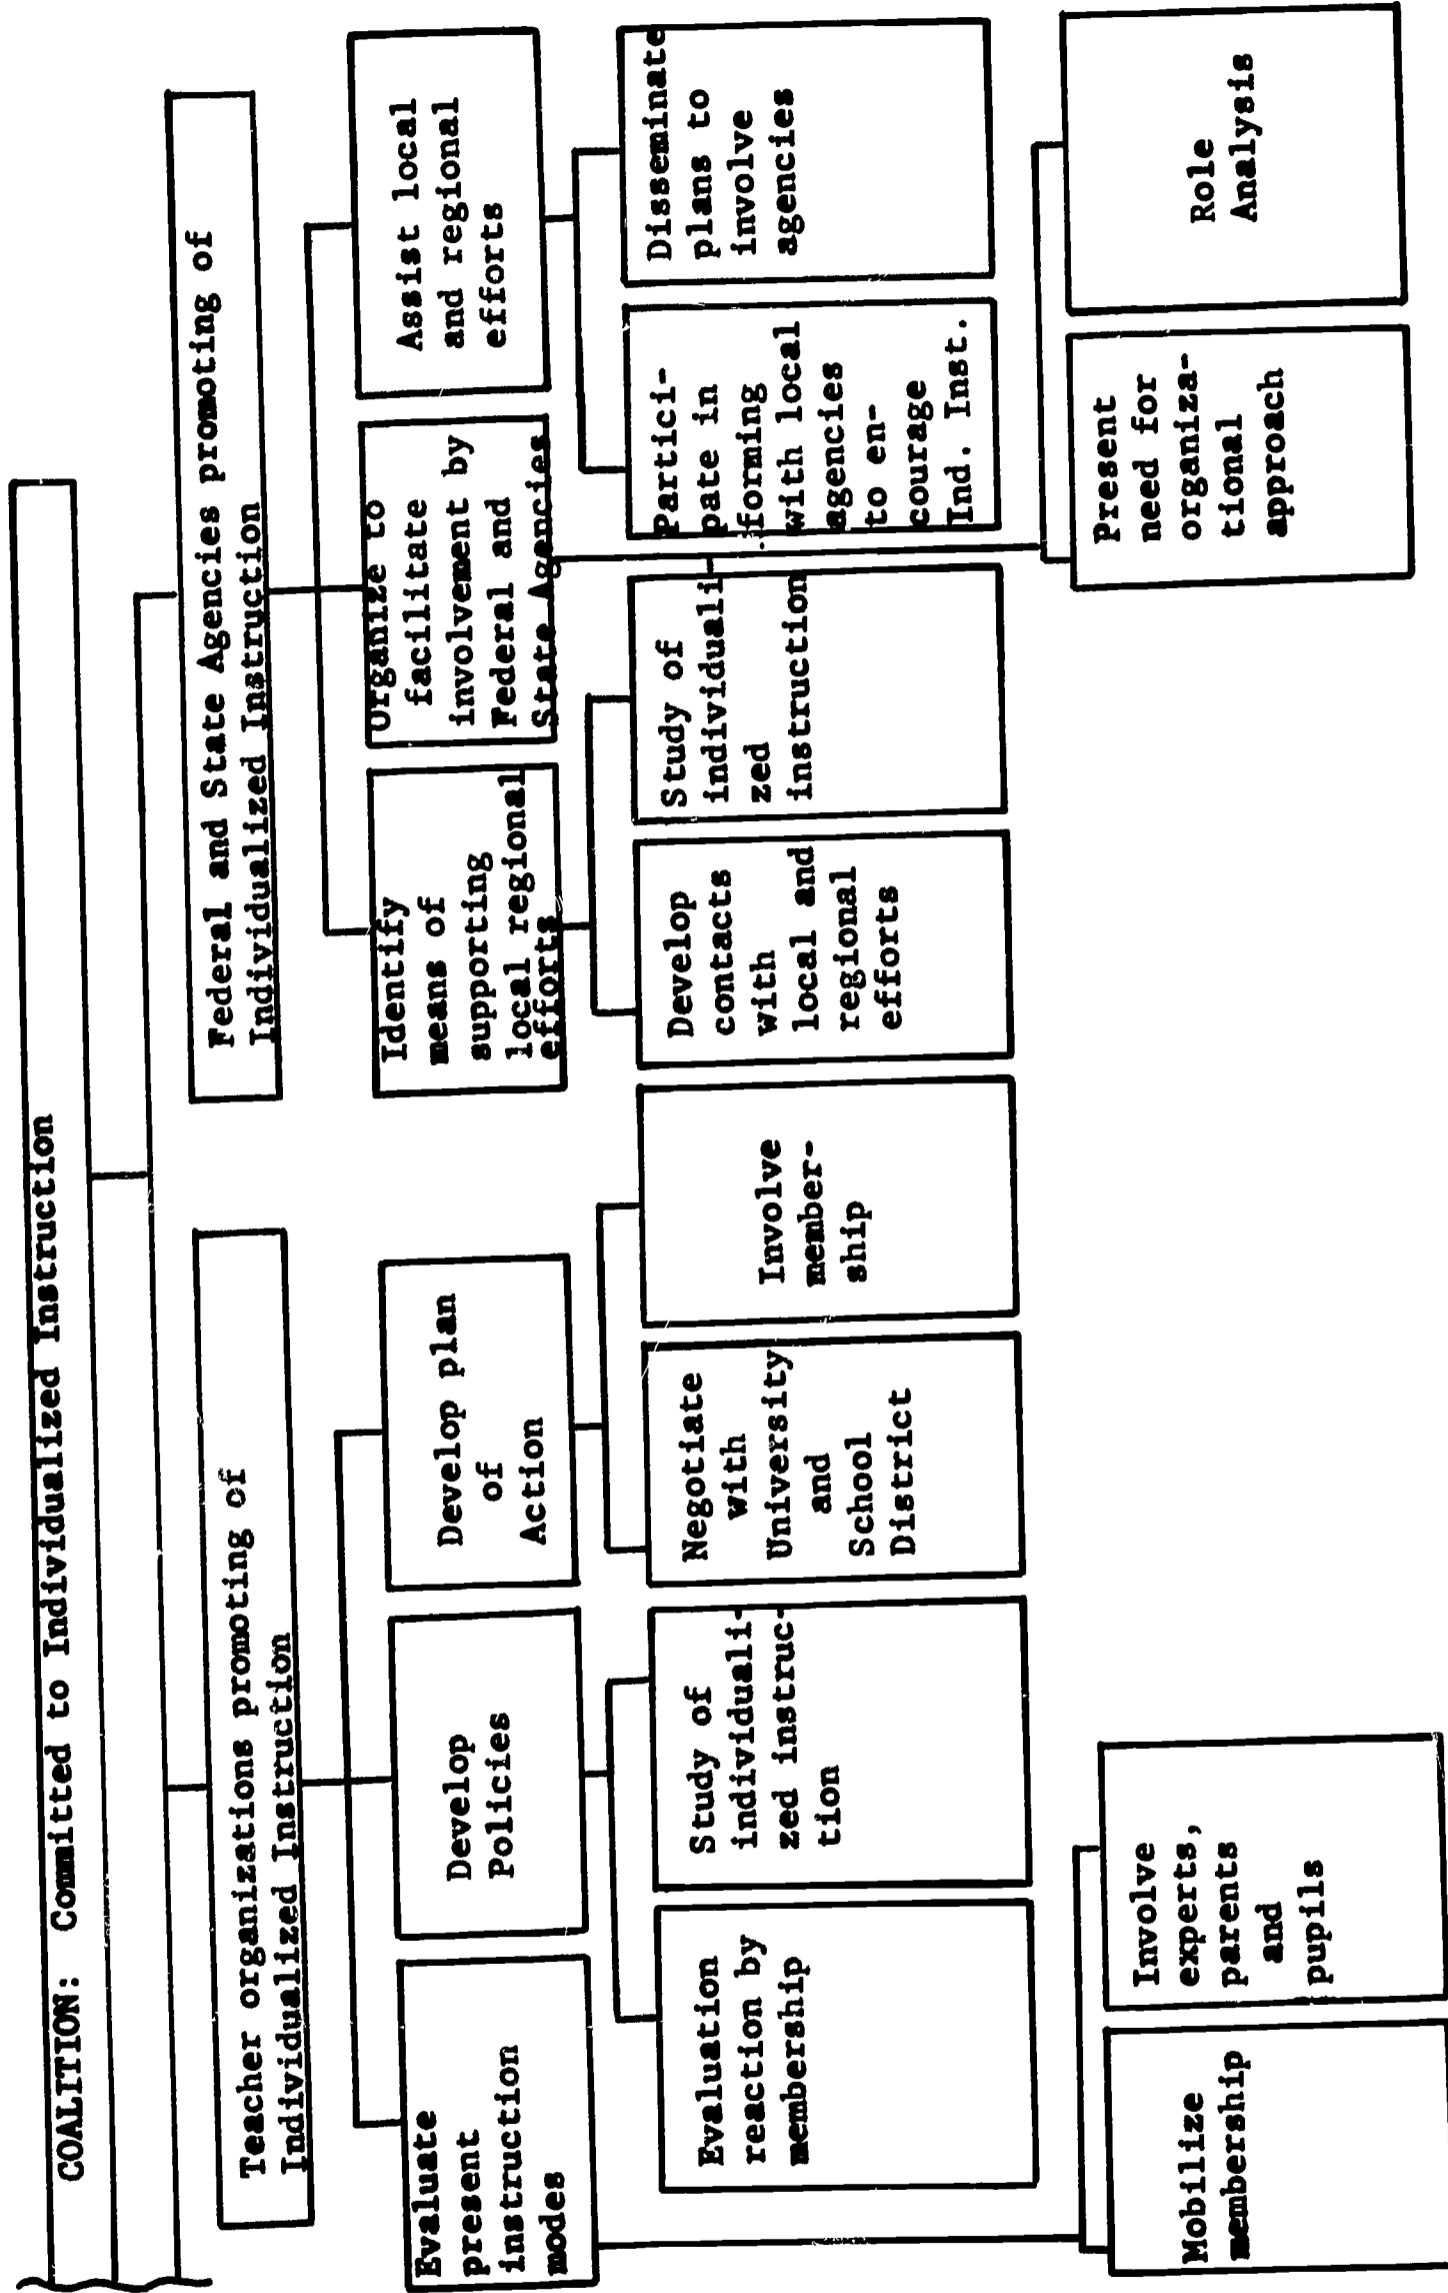 COALITION: Committed to Individualized Instruction
Teacher organizations promoting of
Individualized Instruction
Federal and State Agencies promoting of
Individualized Instruction
Evaluate
present
instruction
modes
Develop
Policies
Develop plan
of
Action
Identify
means of
supporting
local regional
efforts
Organize to
facilitate
involvement by
Federal and
State Agencies
Assist local
and regional
efforts
Evaluation
reaction by
membership
Study of
individuali-
zed instruc-
tion
Negotiate
with
University
and
School
District
Involve
member-
ship
Develop
contacts
with
local and
regional
efforts
Study of
individuali
zed
instruction
Partici-
pate in
forming
with local
agencies
to en-
courage
Ind. Inst.
Disseminate
plans to
involve
agencies
Mobilize
membership
Involve
experts,
parents
and
pupils
Present
need for
organiza-
tional
approach
Role
Analysis